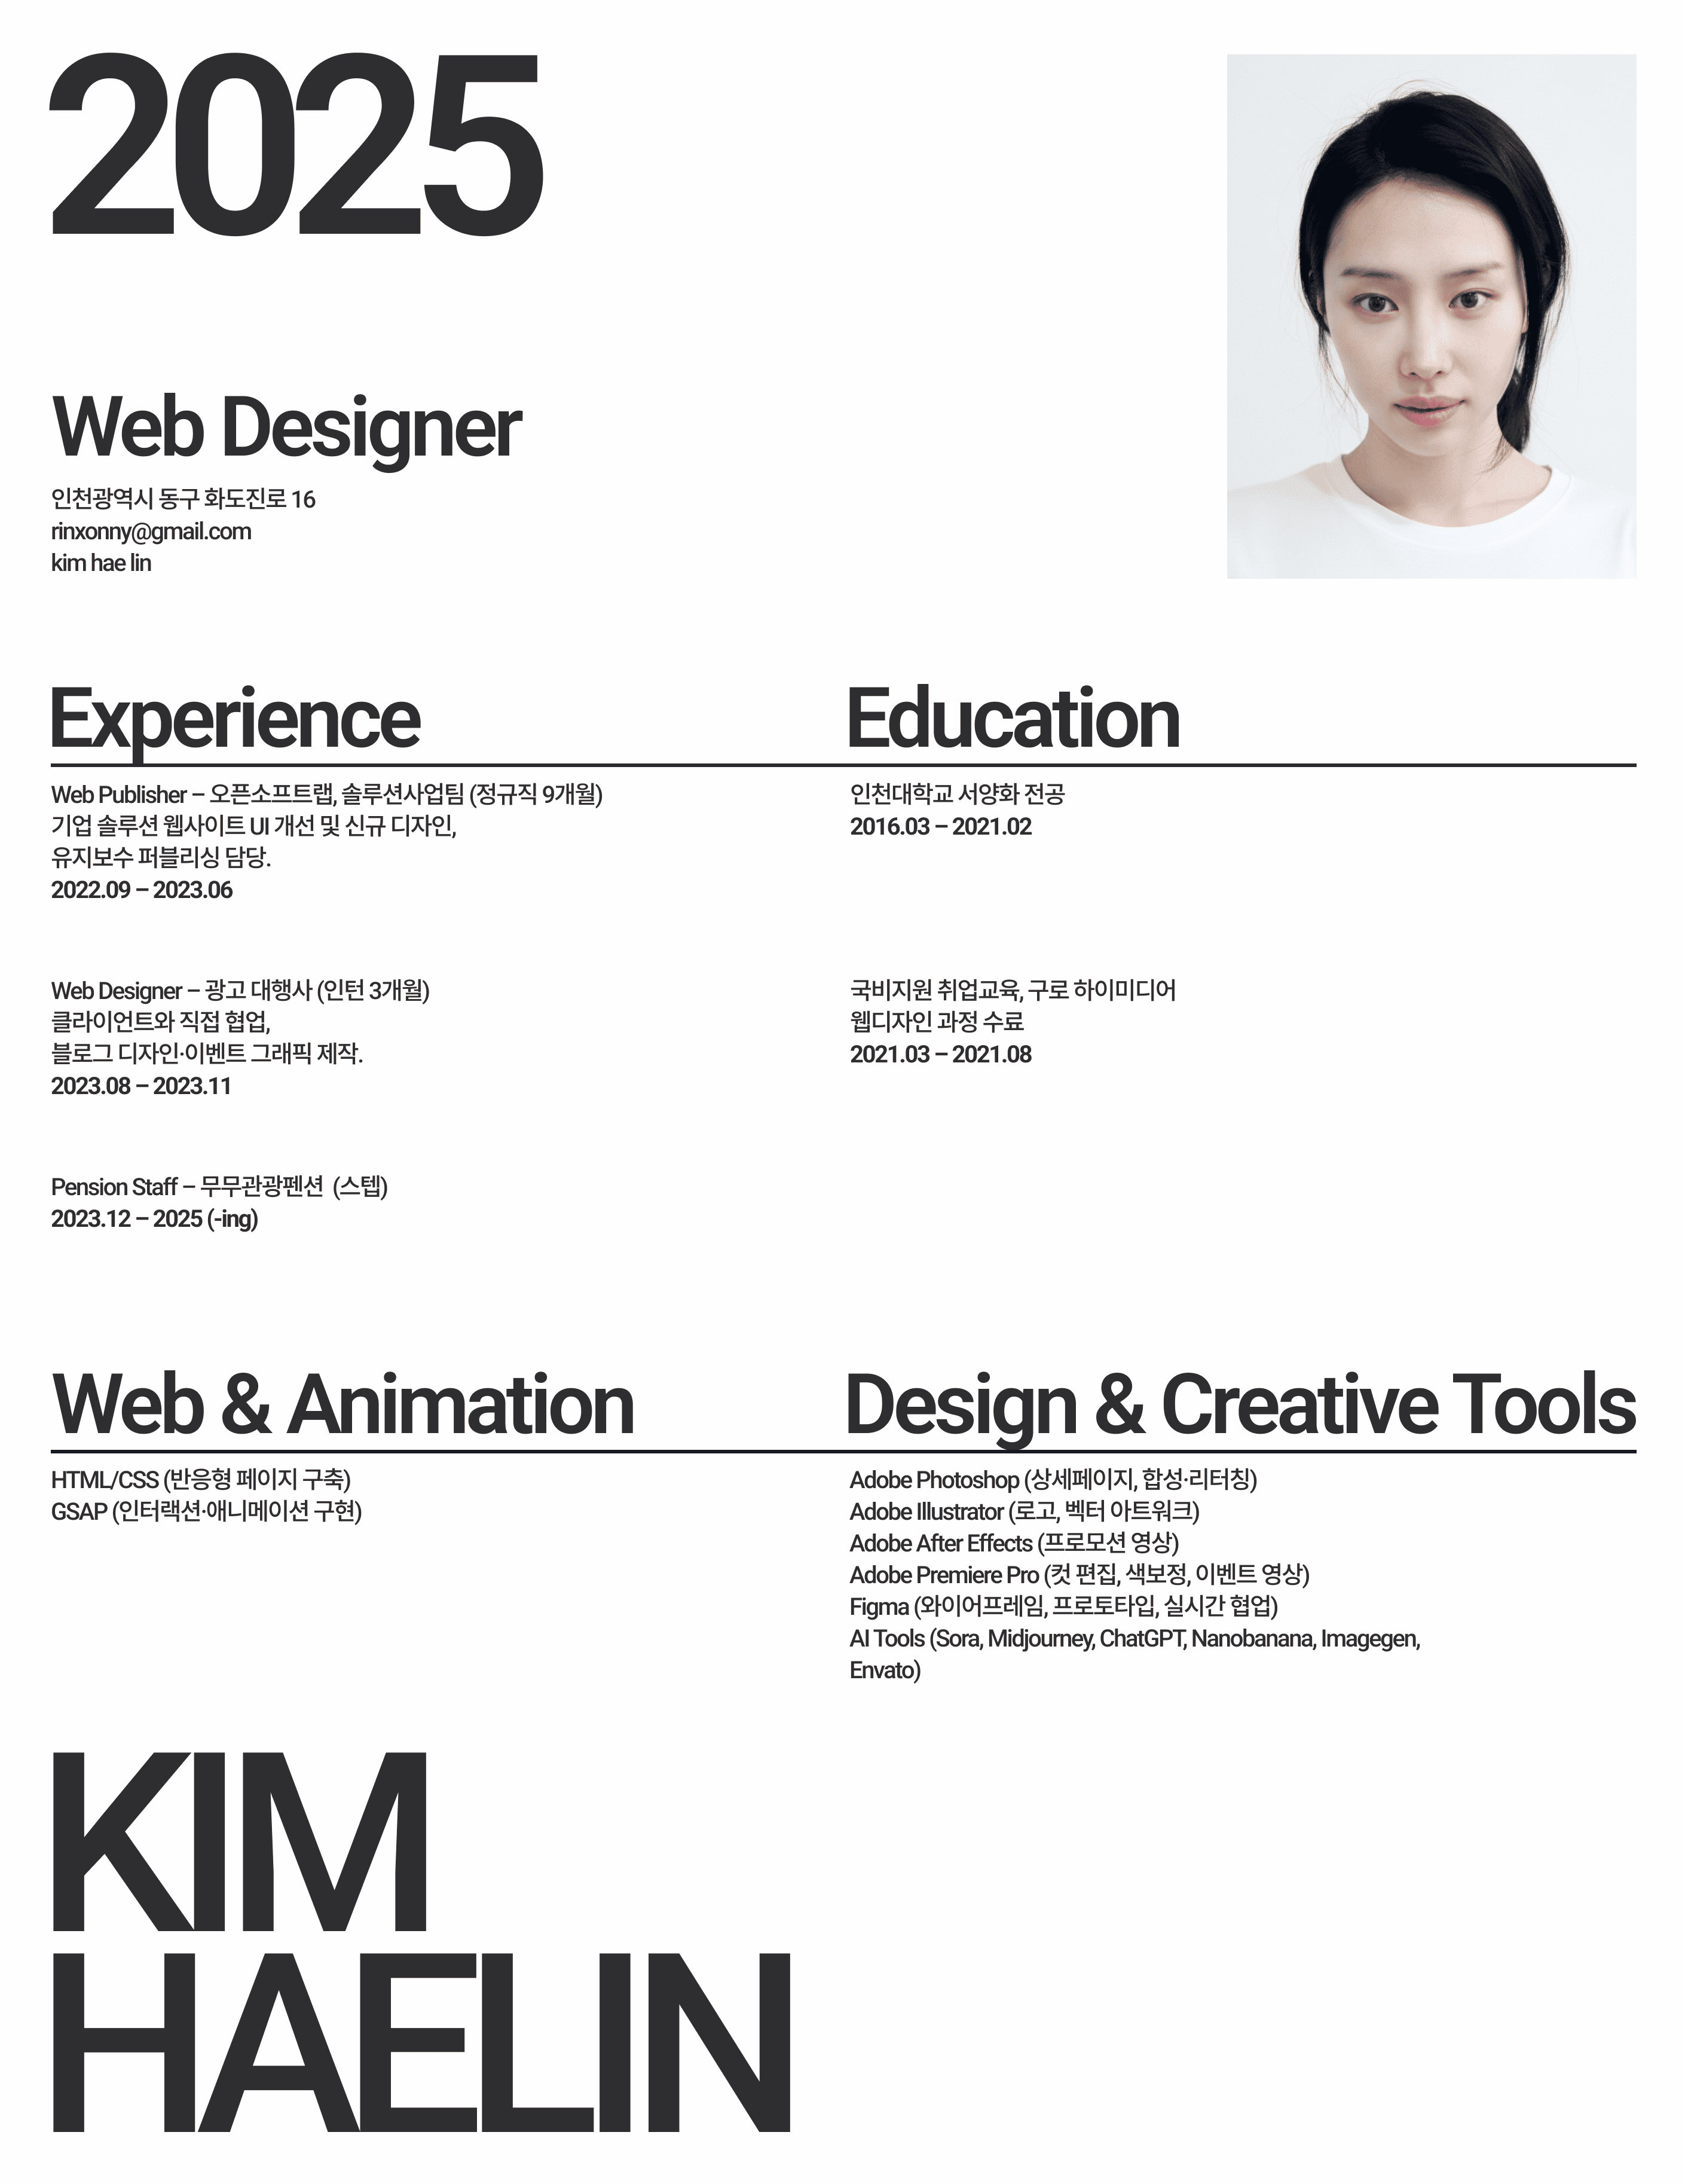 2025
Web Designer
인천광역시 동구 화도진로 16
rinxonny@gmail.com
kim hae lin
Experience
Web Publisher – 오픈소프트랩, 솔루션사업팀 (정규직 9개월)
기업 솔루션 웹사이트 UI 개선 및 신규 디자인,
유지보수 퍼블리싱 담당.
2022.09 – 2023.06
Web Designer – 광고 대행사 (인턴 3개월)
클라이언트와 직접 협업,
블로그 디자인·이벤트 그래픽 제작.
2023.08 – 2023.11
Pension Staff – 무무관광펜션 (스텝)
2023.12 – 2025 (-ing)
Education
인천대학교 서양화 전공
2016.03 – 2021.02
국비지원 취업교육, 구로 하이미디어
웹디자인 과정 수료
2021.03 – 2021.08
Web & Animation
HTML/CSS (반응형 페이지 구축)
GSAP (인터랙션·애니메이션 구현)
Design & Creative Tools
Adobe Photoshop (상세페이지, 합성·리터칭)
Adobe Illustrator (로고, 벡터 아트워크)
Adobe After Effects (프로모션 영상)
Adobe Premiere Pro (컷 편집, 색보정, 이벤트 영상)
Figma (와이어프레임, 프로토타입, 실시간 협업)
AI Tools (Sora, Midjourney, ChatGPT, Nanobanana, Imagegen,
Envato)
KIM
HAELIN